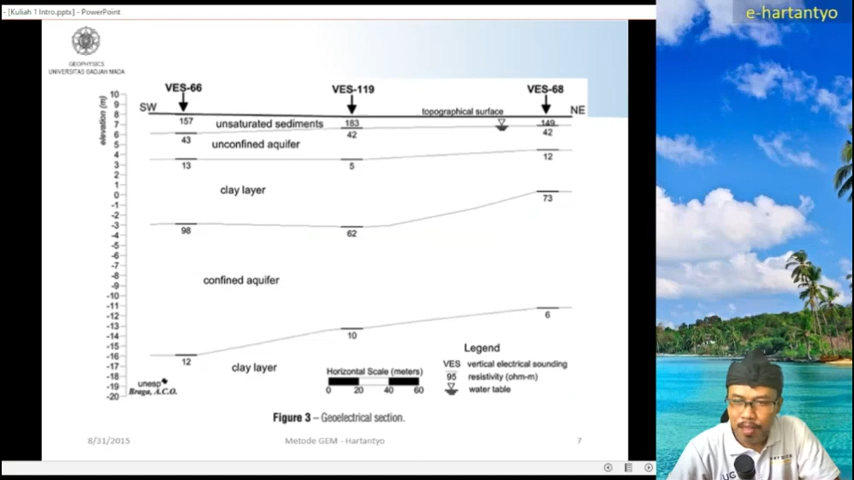 - [Kuliah 1 Intro.pptx] - PowerPoint
e-hartantyo
GEOPHYSICS
UNIVERSITAS GADJAH MADA
VES-66 VES-119 VES-68
SW
NE
topographical surface
elevation (m)
10
9
8
7
6
5
4
3
2
1
0
-1
-2
-3
-4
-5
-6
-7
-8
-9
-10
-11
-12
-13
-14
-15
-16
-17
-18
-19
-20
157 unsaturated sediments 183 149
43 unconfined aquifer 42 42
13 5 12
clay layer
98 62 73
confined aquifer
12 10 6
clay layer
unesp
Braga, A.C.O.
Horizontal Scale (meters)
0 20 40 60
Legend
VES vertical electrical sounding
95 resistivity (ohm-m)
water table
Figure 3 – Geoelectrical section.
8/31/2015 Metode GEM - Hartantyo 7